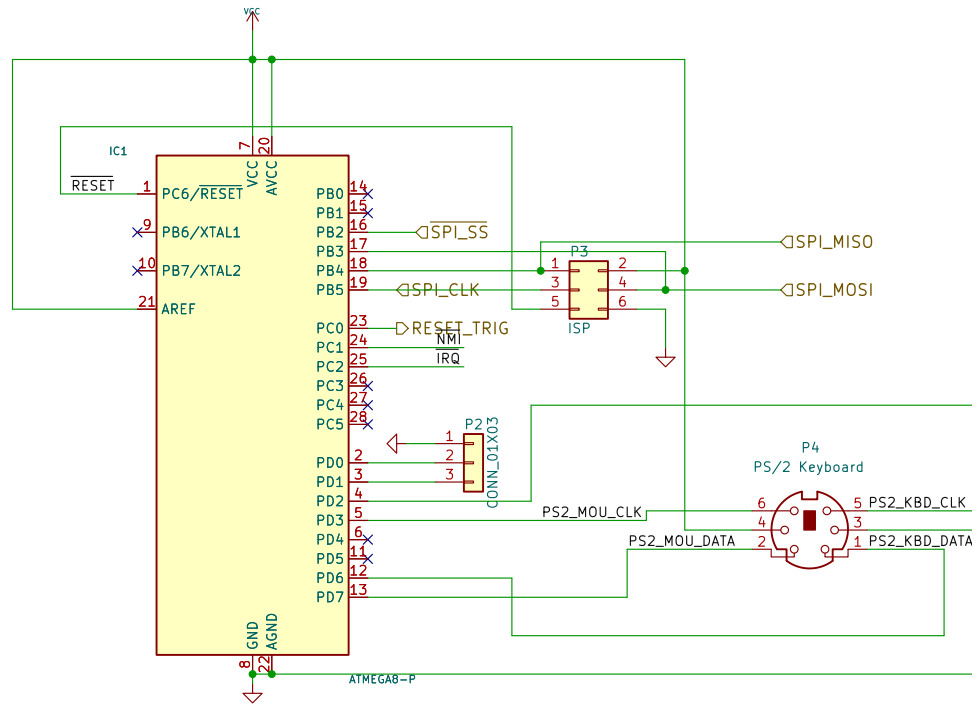 VCC
IC1
7
20
VCC
AVCC
RESET
1
PC6/RESET
9
PB6/XTAL1
10
PB7/XTAL2
21
AREF
PB0
14
PB1
15
PB2
16
SPI_SS
PB3
17
PB4
18
PB5
19
SPI_CLK
PC0
23
RESET_TRIG
PC1
24
NMI
PC2
25
IRQ
PC3
26
PC4
27
PC5
28
PD0
2
PD1
3
PD2
4
PD3
5
PD4
6
PD5
11
PD6
12
PD7
13
GND
AGND
8
22
ATMEGA8-P
P3
1
2
3
4
5
6
ISP
SPI_MISO
SPI_MOSI
P2
1
2
3
CONN_01X03
P4
PS/2 Keyboard
PS2_MOU_CLK
6
5
PS2_KBD_CLK
4
3
PS2_MOU_DATA
2
1
PS2_KBD_DATA